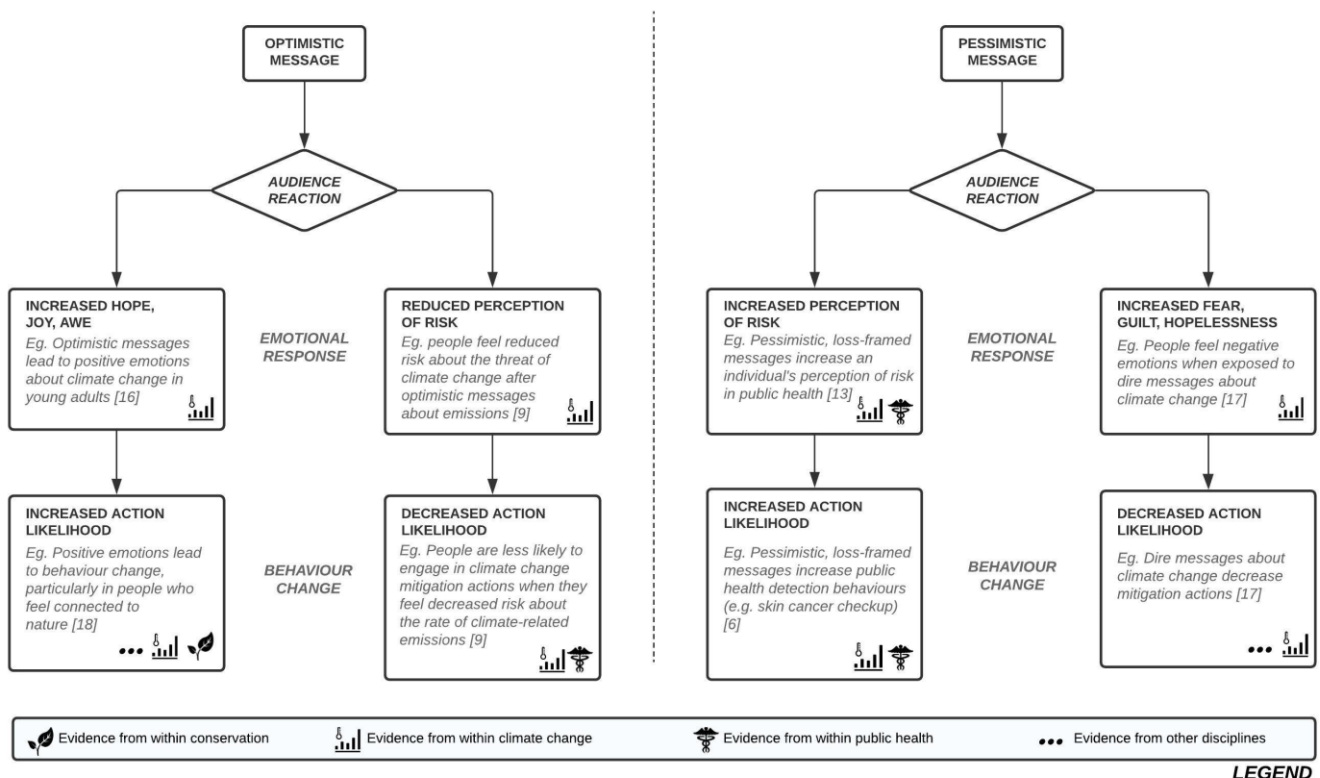 OPTIMISTIC
MESSAGE
AUDIENCE
REACTION
INCREASED HOPE,
JOY, AWE
Eg. Optimistic messages
lead to positive emotions
about climate change in
young adults [16]
EMOTIONAL
RESPONSE
REDUCED PERCEPTION
OF RISK
Eg. people feel reduced
risk about the threat of
climate change after
optimistic messages
about emissions [9]
INCREASED ACTION
LIKELIHOOD
Eg. Positive emotions lead
to behaviour change,
particularly in people who
feel connected to
nature [18]
BEHAVIOUR
CHANGE
DECREASED ACTION
LIKELIHOOD
Eg. People are less likely to
engage in climate change
mitigation actions when they
feel decreased risk about
the rate of climate-related
emissions [9]
PESSIMISTIC
MESSAGE
AUDIENCE
REACTION
INCREASED PERCEPTION
OF RISK
Eg. Pessimistic, loss-framed
messages increase an
individual's perception of risk
in public health [13]
EMOTIONAL
RESPONSE
INCREASED FEAR,
GUILT, HOPELESSNESS
Eg. People feel negative
emotions when exposed to
dire messages about
climate change [17]
INCREASED ACTION
LIKELIHOOD
Eg. Pessimistic, loss-framed
messages increase public
health detection behaviours
(e.g. skin cancer checkup)
[6]
BEHAVIOUR
CHANGE
DECREASED ACTION
LIKELIHOOD
Eg. Dire messages about
climate change decrease
mitigation actions [17]
Evidence from within conservation
Evidence from within climate change
Evidence from within public health
Evidence from other disciplines
LEGEND